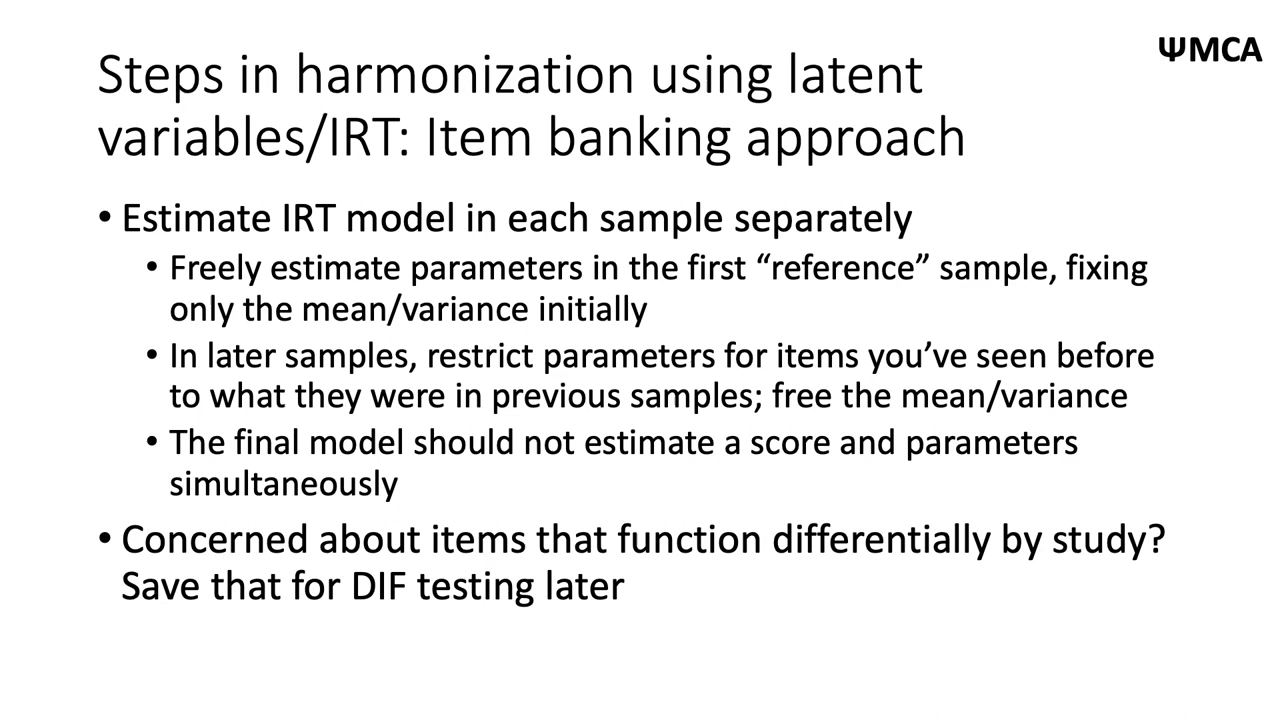 ΨMCA
Steps in harmonization using latent
variables/IRT: Item banking approach
• Estimate IRT model in each sample separately
• Freely estimate parameters in the first “reference” sample, fixing
only the mean/variance initially
• In later samples, restrict parameters for items you’ve seen before
to what they were in previous samples; free the mean/variance
• The final model should not estimate a score and parameters
simultaneously
• Concerned about items that function differentially by study?
Save that for DIF testing later